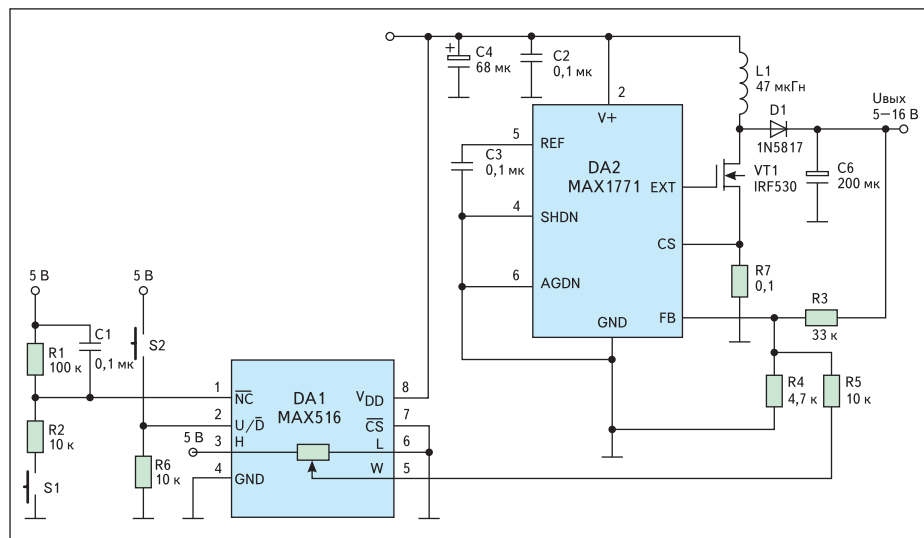 C4
68 мк
C2
0,1 мк
L1
47 мкГн
2
V+
Uвых
5–16 В
D1
1N5817
5
REF
C3
0,1 мк
DA2
MAX1771
EXT
VT1
IRF530
C6
200 мк
4
SHDN
CS
6
AGDN
R7
0,1
GND
FB
R3
33 к
R4
4,7 к
R5
10 к
5 В
5 В
C1
0,1 мк
S2
R1
100 к
R2
10 к
S1
R6
10 к
1
N̅C̅
DA1
MAX516
VDD
8
2
U/D̅
C̅S̅
7
5 В
3
H
L
6
4
GND
W
5